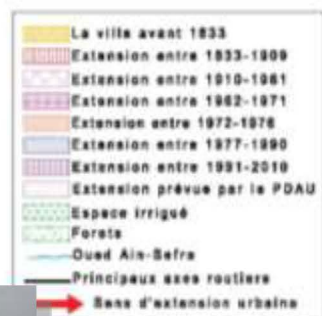 La ville avant 1833
Extension entre 1833-1909
Extension entre 1910-1961
Extension entre 1962-1971
Extension entre 1972-1976
Extension entre 1977-1990
Extension entre 1991-2010
Extension prévue par le PDAU
Espace irrigué
Forets
Oued Ain-Sefra
Principaux axes routiers
Sens d'extension urbaine